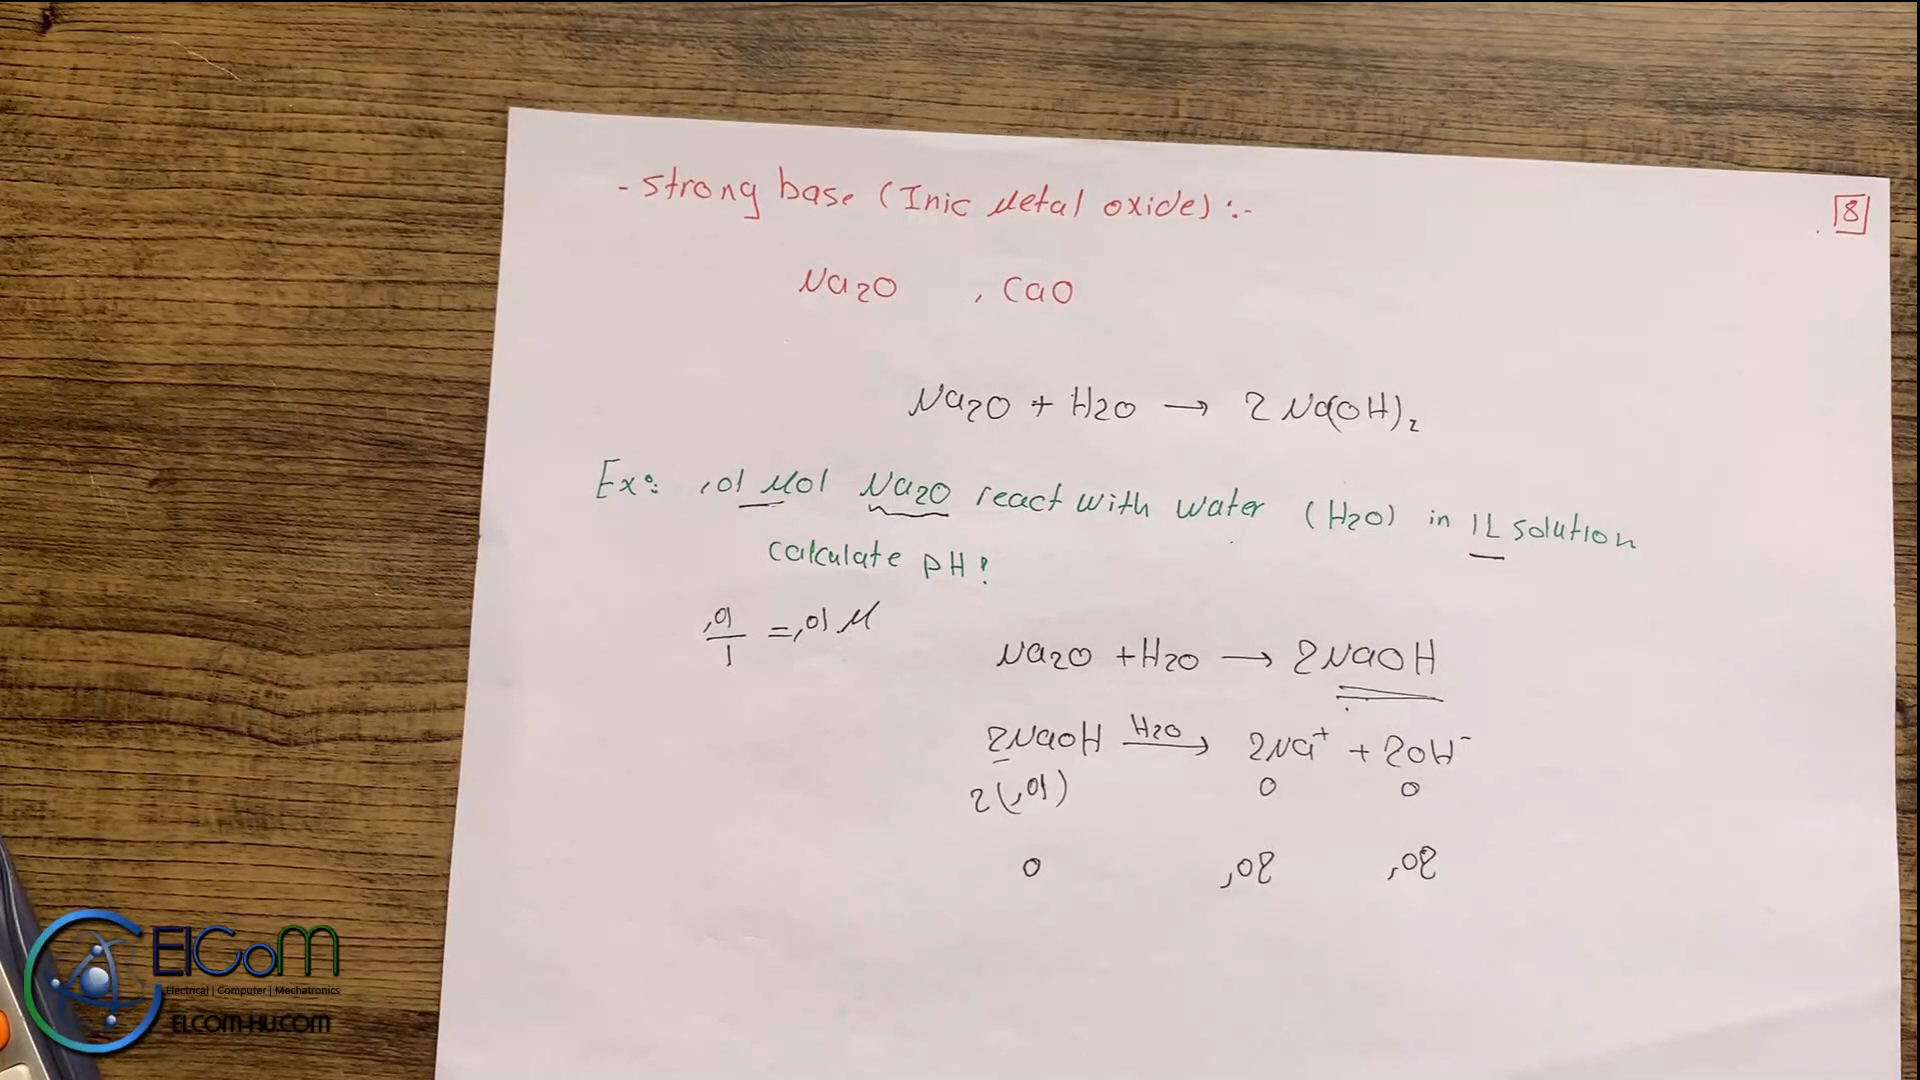 - strong base (Inic Metal oxide) :-
8
Na2O , CaO
Na2O + H2O → 2Na(OH)2
Ex: ,01 Mol Na2O react with water (H2O) in 1L solution
calculate pH!
,01/1 = ,01 M
Na2O + H2O → 2NaOH
2NaOH H2O → 2Na+ + 2OH-
2(,01) 0 0
0 ,02 ,02
ElCoM
Electrical | Computer | Mechatronics
ELCOM-HU.COM